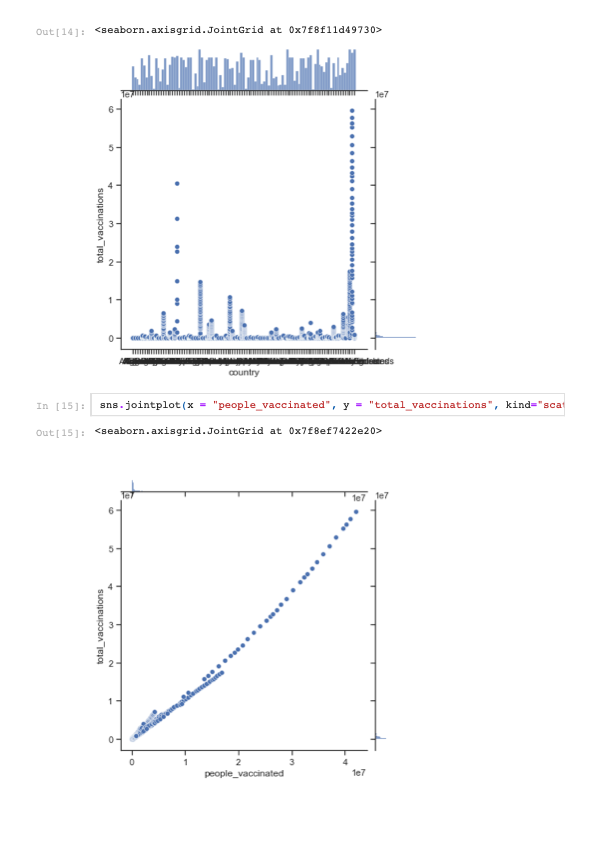 Out[14]: <seaborn.axisgrid.JointGrid at 0x7f8f11d49730>
1e7 1e7
6
5
4
3
2
1
0
total_vaccinations
country
In [15]: sns.jointplot(x = "people_vaccinated", y = "total_vaccinations", kind="scat
Out[15]: <seaborn.axisgrid.JointGrid at 0x7f8ef7422e20>
1e7 1e7 1e7
6
5
4
3
2
1
0
total_vaccinations
0 1 2 3 4
people_vaccinated 1e7